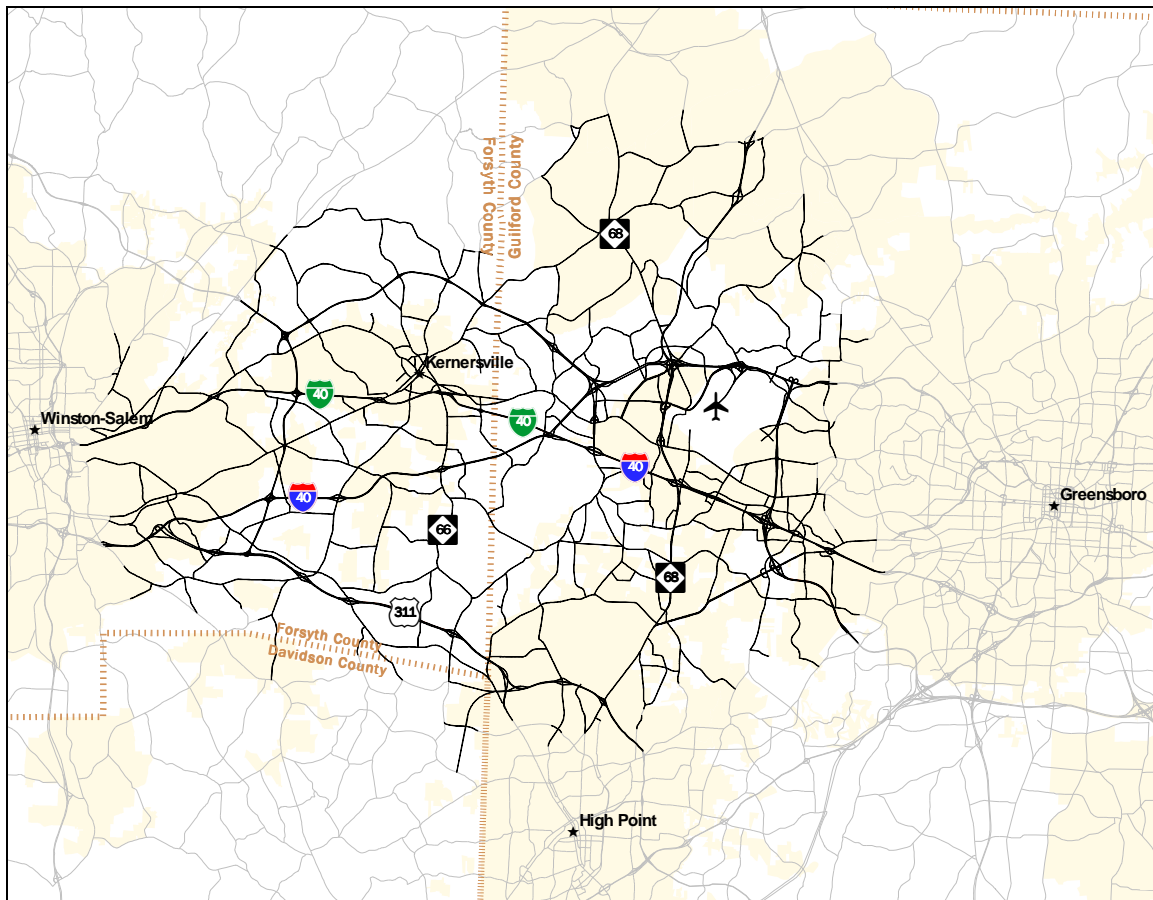 Forsyth County
Guilford County
68
Kernersville
40
40
Winston-Salem
40
40
Greensboro
66
68
311
Forsyth County
Davidson County
High Point